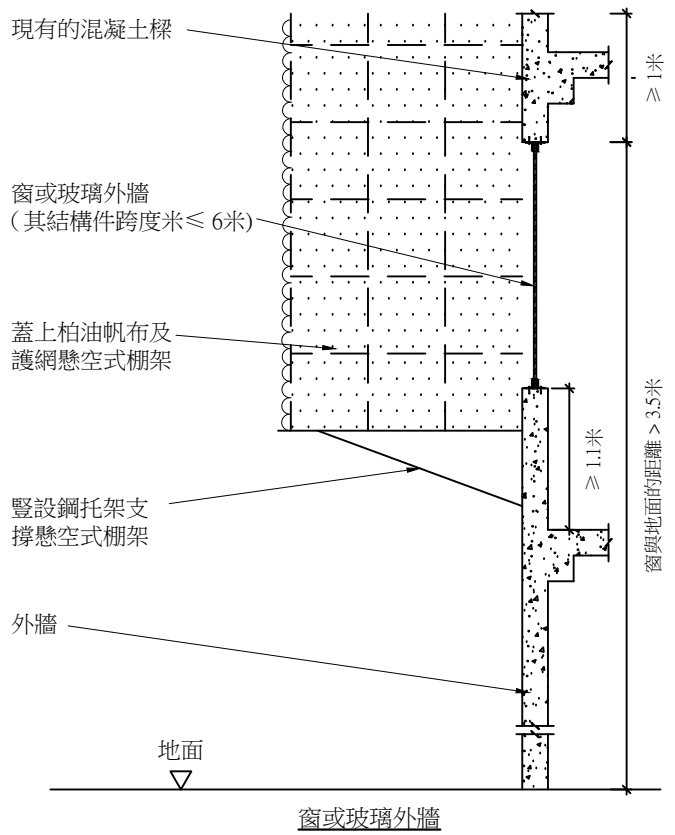 現有的混凝土樑
≥ 1米
窗或玻璃外牆
( 其結構件跨度米≤ 6米)
蓋上柏油帆布及
護網懸空式棚架
≥ 1.1米
窗與地面的距離 > 3.5米
豎設鋼托架支
撐懸空式棚架
外牆
地面
窗或玻璃外牆